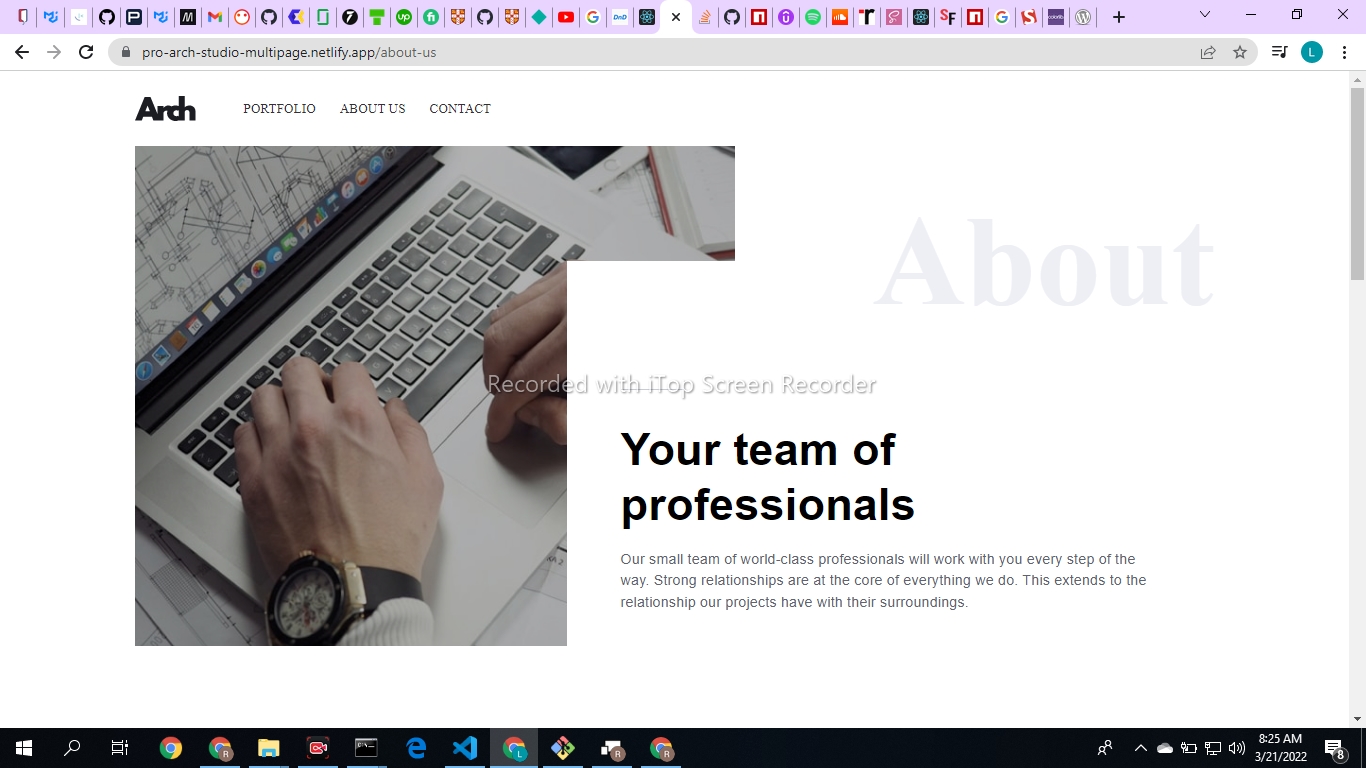 pro-arch-studio-multipage.netlify.app/about-us
L
Arch
PORTFOLIO
ABOUT US
CONTACT
About
Recorded with iTop Screen Recorder
Your team of
professionals
Our small team of world-class professionals will work with you every step of the
way. Strong relationships are at the core of everything we do. This extends to the
relationship our projects have with their surroundings.
8:25 AM
3/21/2022
8